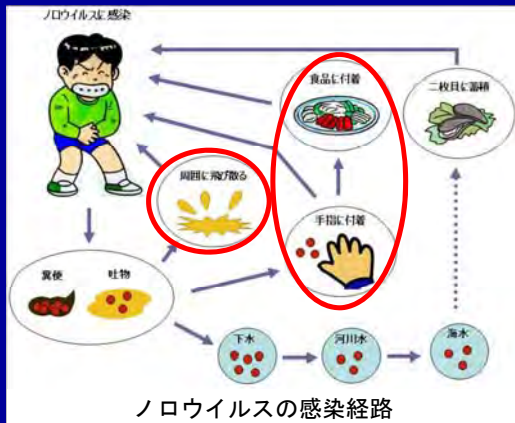 ノロウイルスに感染
食品に付着
二枚貝に蓄積
周囲に飛び散る
手指に付着
糞便
吐物
下水
河川水
海水
ノロウイルスの感染経路